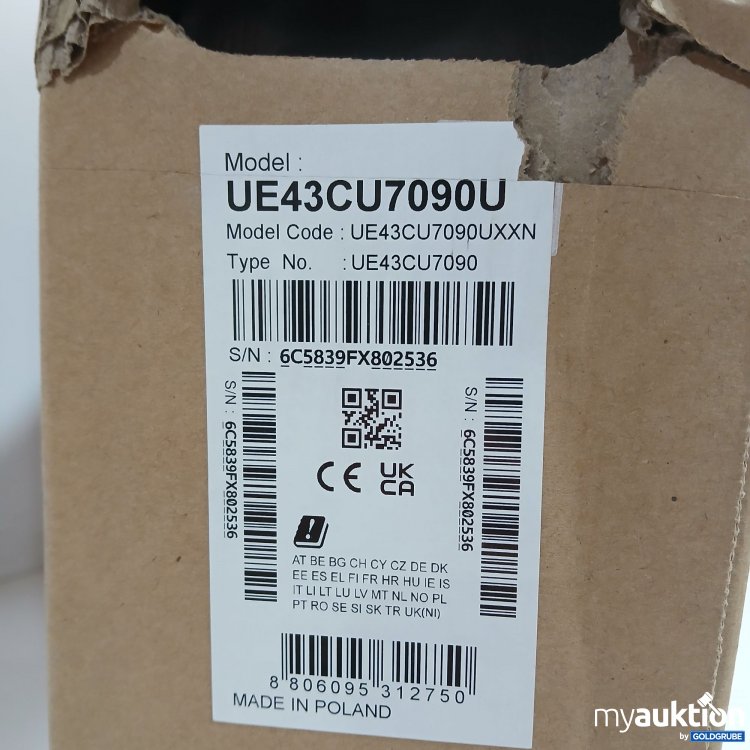 Model :
UE43CU7090U
Model Code : UE43CU7090UXXN
Type No. : UE43CU7090
S/N : 6C5839FX802536
S/N : 6C5839FX802536
S/N : 6C5839FX802536
CE UK
CA
AT BE BG CH CY CZ DE DK
EE ES EL FI FR HR HU IE IS
IT LI LT LU LV MT NL NO PL
PT RO SE SI SK TR UK(NI)
8 806095 312750
MADE IN POLAND
myauktion
by GOLDGRUBE